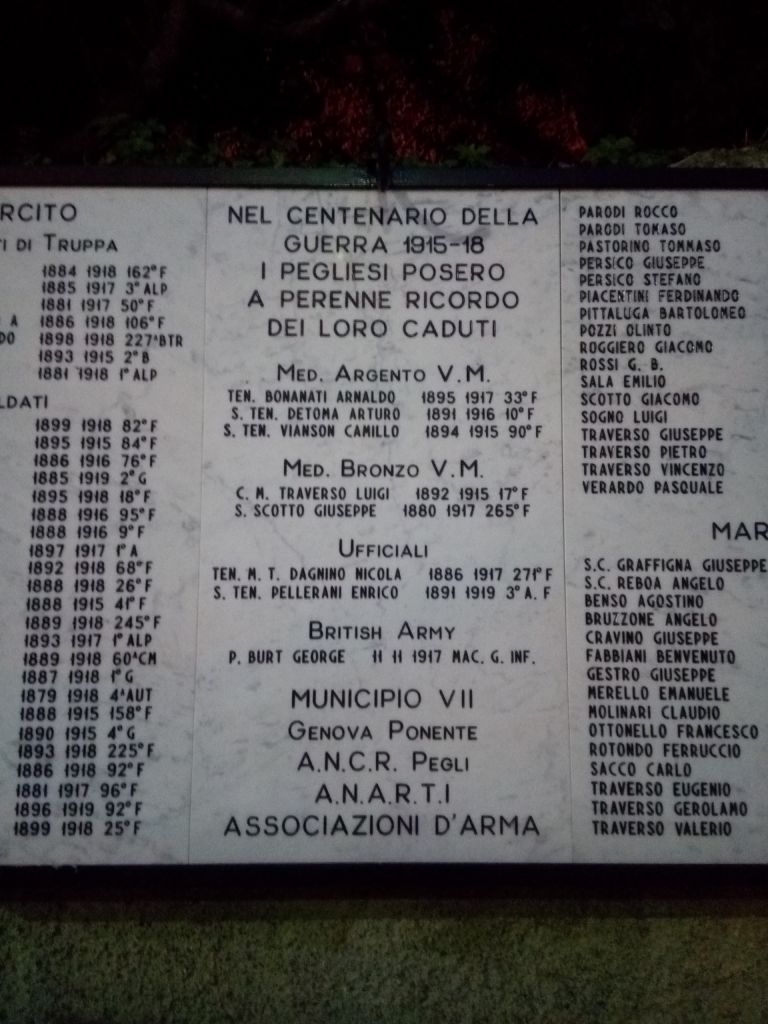 RCITO
I DI TRUPPA
1884 1918 162° F
1885 1917 3° ALP
1881 1917 50° F
A 1886 1918 106° F
DO 1898 1918 227ᴬ BTR
1893 1915 2° B
1881 1918 1° ALP
LDATI
1899 1918 82° F
1895 1915 84° F
1886 1916 76° F
1885 1919 2° G
1895 1918 18° F
1888 1916 95° F
1888 1916 9° F
1897 1917 1° A
1892 1918 68° F
1888 1918 26° F
1888 1915 41° F
1889 1918 245° F
1893 1917 1° ALP
1889 1918 60ᴬ CM
1887 1918 1° G
1879 1918 4ᴬ AUT
1888 1915 158° F
1890 1915 4° G
1893 1918 225° F
1886 1918 92° F
1881 1917 96° F
1896 1919 92° F
1899 1918 25° F
NEL CENTENARIO DELLA
GUERRA 1915-18
I PEGLIESI POSERO
A PERENNE RICORDO
DEI LORO CADUTI
MED. ARGENTO V.M.
TEN. BONANATI ARNALDO 1895 1917 33° F
S. TEN. DETOMA ARTURO 1891 1916 10° F
S. TEN. VIANSON CAMILLO 1894 1915 90° F
MED. BRONZO V.M.
C. M. TRAVERSO LUIGI 1892 1915 17° F
S. SCOTTO GIUSEPPE 1880 1917 265° F
UFFICIALI
TEN. M. T. DAGNINO NICOLA 1886 1917 271° F
S. TEN. PELLERANI ENRICO 1891 1919 3° A. F
BRITISH ARMY
P. BURT GEORGE 11 11 1917 MAC. G. INF.
MUNICIPIO VII
GENOVA PONENTE
A.N.C.R. PEGLI
A.N.A.R.T.I
ASSOCIAZIONI D'ARMA
PARODI ROCCO
PARODI TOMASO
PASTORINO TOMMASO
PERSICO GIUSEPPE
PERSICO STEFANO
PIACENTINI FERDINANDO
PITTALUGA BARTOLOMEO
POZZI OLINTO
ROGGIERO GIACOMO
ROSSI G. B.
SALA EMILIO
SCOTTO GIACOMO
SOGNO LUIGI
TRAVERSO GIUSEPPE
TRAVERSO PIETRO
TRAVERSO VINCENZO
VERARDO PASQUALE
MAR
S.C. GRAFFIGNA GIUSEPPE
S.C. REBOA ANGELO
BENSO AGOSTINO
BRUZZONE ANGELO
CRAVINO GIUSEPPE
FABBIANI BENVENUTO
GESTRO GIUSEPPE
MERELLO EMANUELE
MOLINARI CLAUDIO
OTTONELLO FRANCESCO
ROTONDO FERRUCCIO
SACCO CARLO
TRAVERSO EUGENIO
TRAVERSO GEROLAMO
TRAVERSO VALERIO